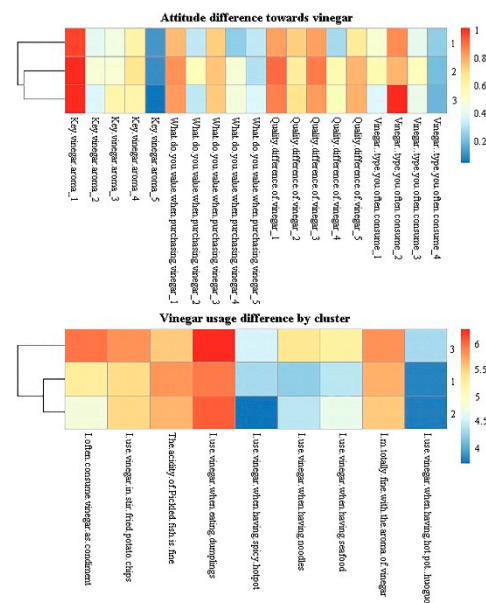 Attitude difference towards vinegar
1
2
3
1
0.8
0.6
0.4
0.2
Key.vinegar.aroma_1
Key.vinegar.aroma_2
Key.vinegar.aroma_3
Key.vinegar.aroma_4
Key.vinegar.aroma_5
What.do.you.value.when.purchasing.vinegar_1
What.do.you.value.when.purchasing.vinegar_2
What.do.you.value.when.purchasing.vinegar_3
What.do.you.value.when.purchasing.vinegar_4
What.do.you.value.when.purchasing.vinegar_5
Quality.difference.of.vinegar_1
Quality.difference.of.vinegar_2
Quality.difference.of.vinegar_3
Quality.difference.of.vinegar_4
Quality.difference.of.vinegar_5
Vinegar..type.you.often.consume_1
Vinegar..type.you.often.consume_2
Vinegar..type.you.often.consume_3
Vinegar..type.you.often.consume_4
Vinegar usage difference by cluster
3
1
2
6
5.5
5
4.5
4
I.often.consume.vinegar.as.condiment
I.use.vinegar.in.stir.fried.potato.chips
The.acidity.of.Pickled.fish.is.fine
I.use.vinegar.when.eating.dumplings
I.use.vinegar.when.having.spicy.hotpot
I.use.vinegar.when.having.noodles
I.use.vinegar.when.having.seafood
I.m.totally.fine.with.the.aroma.of.vinegar
I.use.vinegar.when.having.hot.pot..huoguo